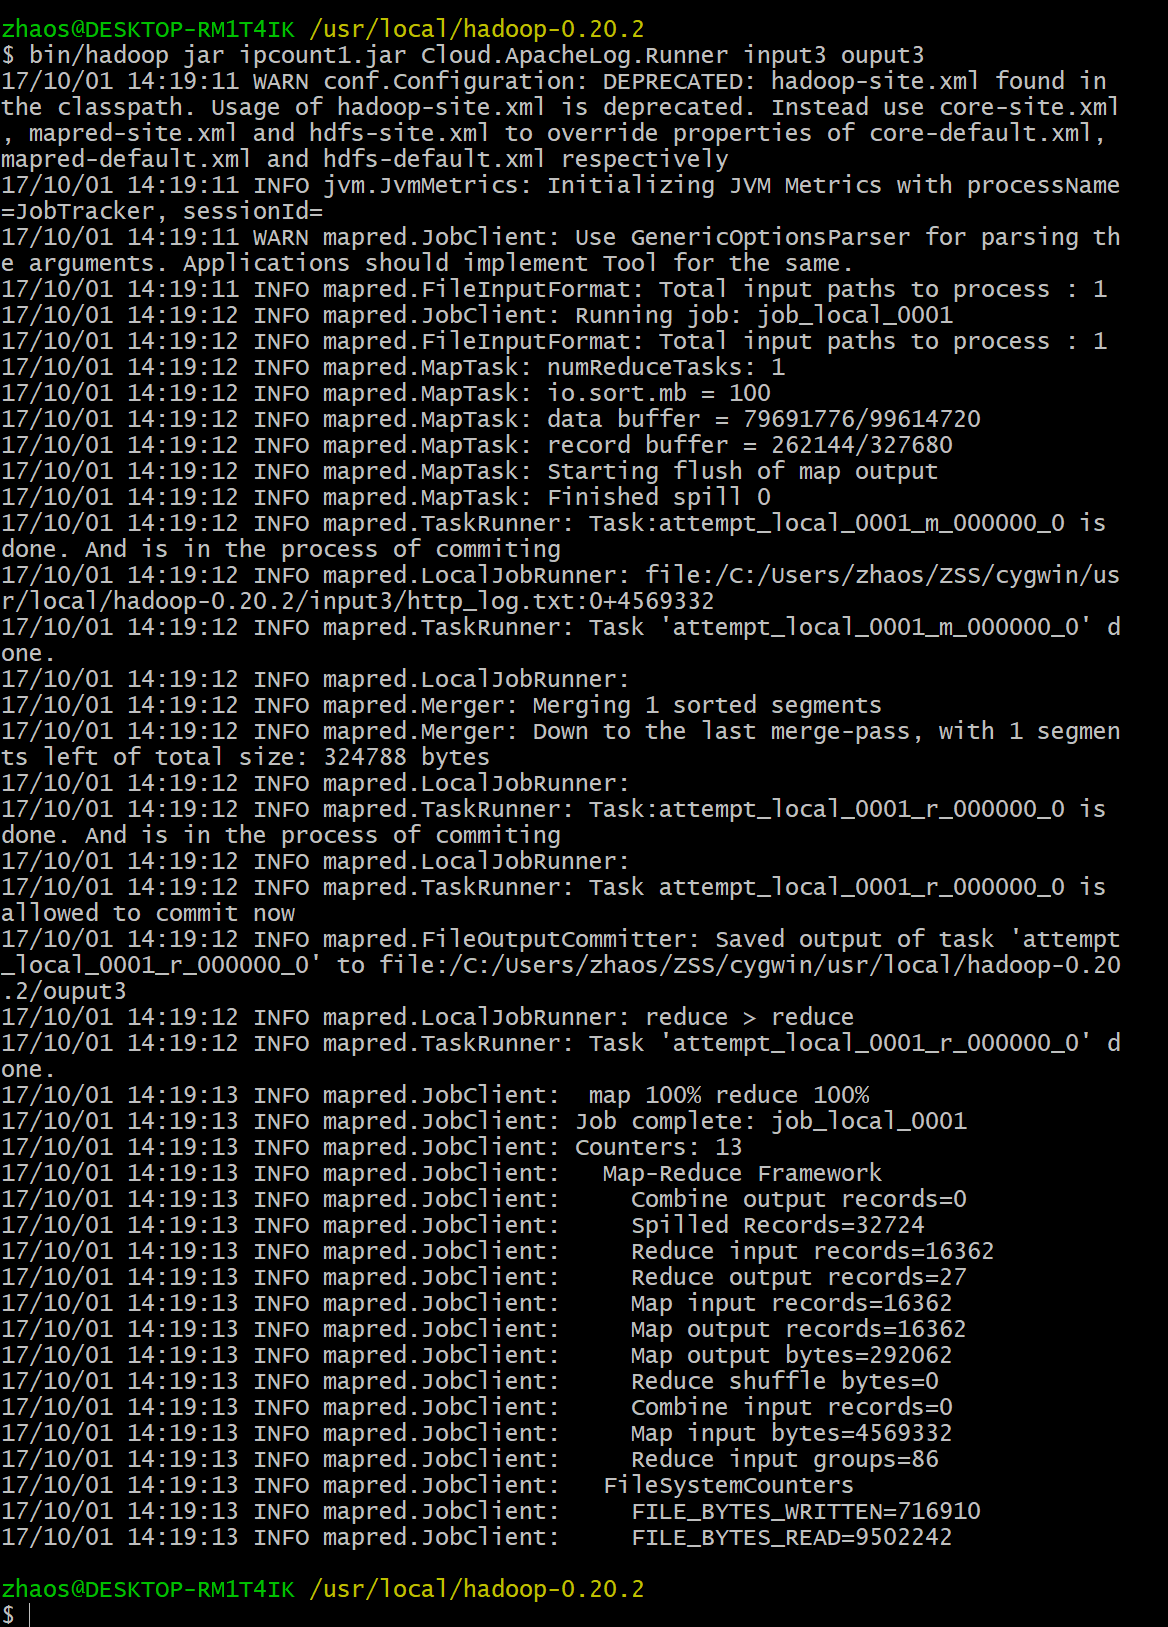 zhaos@DESKTOP-RM1T4IK /usr/local/hadoop-0.20.2
$ bin/hadoop jar ipcount1.jar Cloud.ApacheLog.Runner input3 ouput3
17/10/01 14:19:11 WARN conf.Configuration: DEPRECATED: hadoop-site.xml found in
the classpath. Usage of hadoop-site.xml is deprecated. Instead use core-site.xml
, mapred-site.xml and hdfs-site.xml to override properties of core-default.xml,
mapred-default.xml and hdfs-default.xml respectively
17/10/01 14:19:11 INFO jvm.JvmMetrics: Initializing JVM Metrics with processName
=JobTracker, sessionId=
17/10/01 14:19:11 WARN mapred.JobClient: Use GenericOptionsParser for parsing th
e arguments. Applications should implement Tool for the same.
17/10/01 14:19:11 INFO mapred.FileInputFormat: Total input paths to process : 1
17/10/01 14:19:12 INFO mapred.JobClient: Running job: job_local_0001
17/10/01 14:19:12 INFO mapred.FileInputFormat: Total input paths to process : 1
17/10/01 14:19:12 INFO mapred.MapTask: numReduceTasks: 1
17/10/01 14:19:12 INFO mapred.MapTask: io.sort.mb = 100
17/10/01 14:19:12 INFO mapred.MapTask: data buffer = 79691776/99614720
17/10/01 14:19:12 INFO mapred.MapTask: record buffer = 262144/327680
17/10/01 14:19:12 INFO mapred.MapTask: Starting flush of map output
17/10/01 14:19:12 INFO mapred.MapTask: Finished spill 0
17/10/01 14:19:12 INFO mapred.TaskRunner: Task:attempt_local_0001_m_000000_0 is
done. And is in the process of commiting
17/10/01 14:19:12 INFO mapred.LocalJobRunner: file:/C:/Users/zhaos/ZSS/cygwin/us
r/local/hadoop-0.20.2/input3/http_log.txt:0+4569332
17/10/01 14:19:12 INFO mapred.TaskRunner: Task 'attempt_local_0001_m_000000_0' d
one.
17/10/01 14:19:12 INFO mapred.LocalJobRunner:
17/10/01 14:19:12 INFO mapred.Merger: Merging 1 sorted segments
17/10/01 14:19:12 INFO mapred.Merger: Down to the last merge-pass, with 1 segmen
ts left of total size: 324788 bytes
17/10/01 14:19:12 INFO mapred.LocalJobRunner:
17/10/01 14:19:12 INFO mapred.TaskRunner: Task:attempt_local_0001_r_000000_0 is
done. And is in the process of commiting
17/10/01 14:19:12 INFO mapred.LocalJobRunner:
17/10/01 14:19:12 INFO mapred.TaskRunner: Task attempt_local_0001_r_000000_0 is
allowed to commit now
17/10/01 14:19:12 INFO mapred.FileOutputCommitter: Saved output of task 'attempt
_local_0001_r_000000_0' to file:/C:/Users/zhaos/ZSS/cygwin/usr/local/hadoop-0.20
.2/ouput3
17/10/01 14:19:12 INFO mapred.LocalJobRunner: reduce > reduce
17/10/01 14:19:12 INFO mapred.TaskRunner: Task 'attempt_local_0001_r_000000_0' d
one.
17/10/01 14:19:13 INFO mapred.JobClient:  map 100% reduce 100%
17/10/01 14:19:13 INFO mapred.JobClient: Job complete: job_local_0001
17/10/01 14:19:13 INFO mapred.JobClient: Counters: 13
17/10/01 14:19:13 INFO mapred.JobClient:   Map-Reduce Framework
17/10/01 14:19:13 INFO mapred.JobClient:     Combine output records=0
17/10/01 14:19:13 INFO mapred.JobClient:     Spilled Records=32724
17/10/01 14:19:13 INFO mapred.JobClient:     Reduce input records=16362
17/10/01 14:19:13 INFO mapred.JobClient:     Reduce output records=27
17/10/01 14:19:13 INFO mapred.JobClient:     Map input records=16362
17/10/01 14:19:13 INFO mapred.JobClient:     Map output records=16362
17/10/01 14:19:13 INFO mapred.JobClient:     Map output bytes=292062
17/10/01 14:19:13 INFO mapred.JobClient:     Reduce shuffle bytes=0
17/10/01 14:19:13 INFO mapred.JobClient:     Combine input records=0
17/10/01 14:19:13 INFO mapred.JobClient:     Map input bytes=4569332
17/10/01 14:19:13 INFO mapred.JobClient:     Reduce input groups=86
17/10/01 14:19:13 INFO mapred.JobClient:   FileSystemCounters
17/10/01 14:19:13 INFO mapred.JobClient:     FILE_BYTES_WRITTEN=716910
17/10/01 14:19:13 INFO mapred.JobClient:     FILE_BYTES_READ=9502242
zhaos@DESKTOP-RM1T4IK /usr/local/hadoop-0.20.2
$